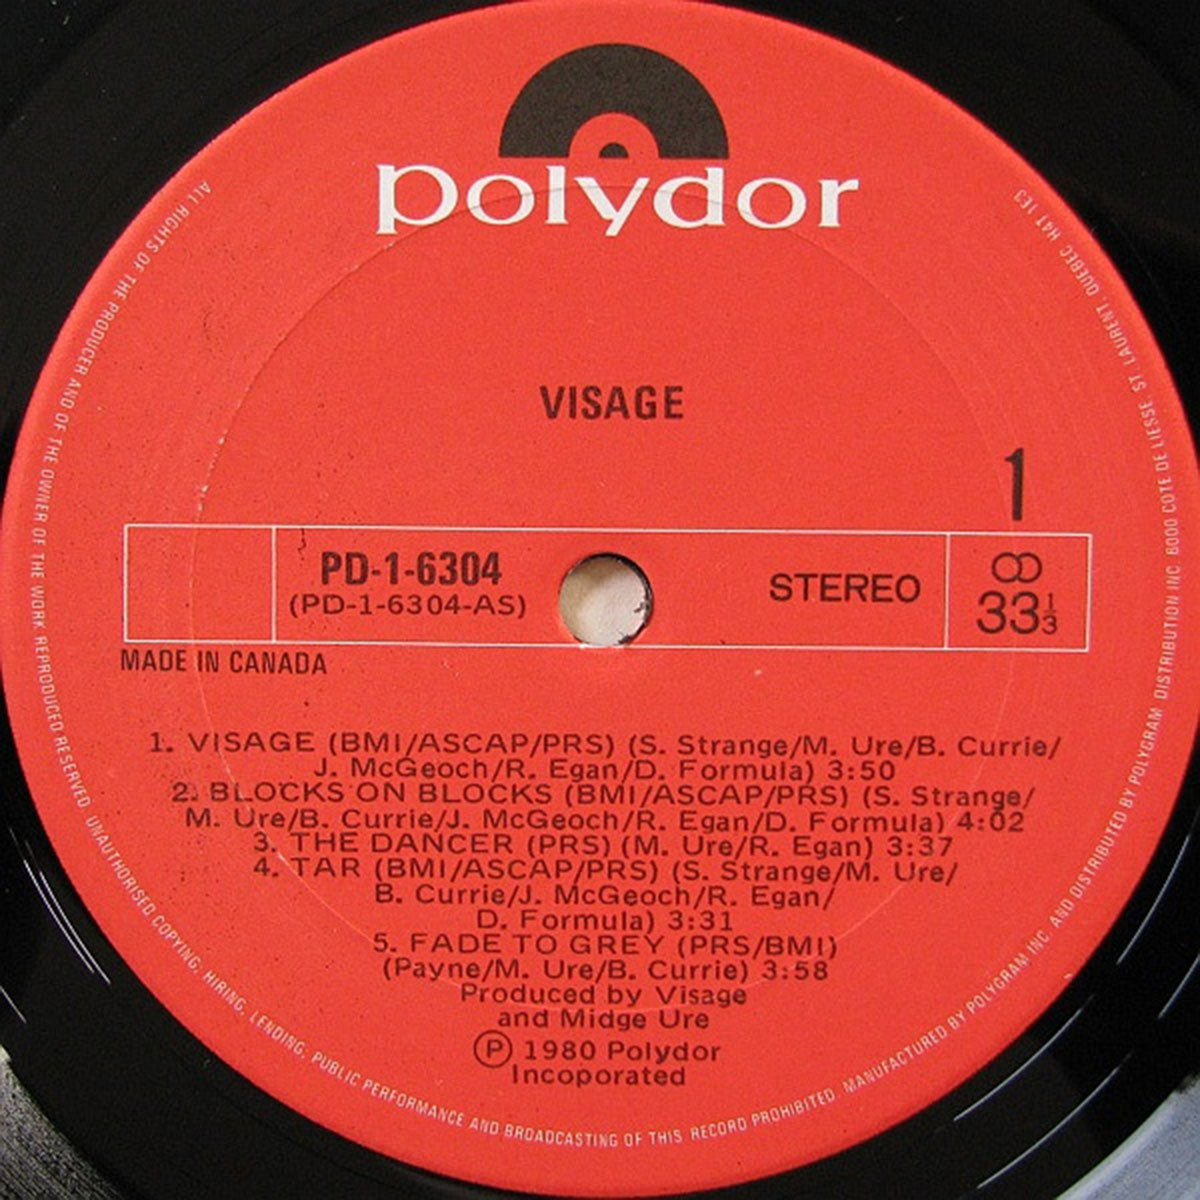 polydor
VISAGE
1
PD-1-6304
(PD-1-6304-AS)
STEREO
33 1/3
MADE IN CANADA
1. VISAGE (BMI/ASCAP/PRS) (S. Strange/M. Ure/B. Currie/
J. McGeoch/R. Egan/D. Formula) 3:50
2. BLOCKS ON BLOCKS (BMI/ASCAP/PRS) (S. Strange/
M. Ure/B. Currie/J. McGeoch/R. Egan/D. Formula) 4:02
3. THE DANCER (PRS) (M. Ure/R. Egan) 3:37
4. TAR (BMI/ASCAP/PRS) (S. Strange/M. Ure/
B. Currie/J. McGeoch/R. Egan/
D. Formula) 3:31
5. FADE TO GREY (PRS/BMI)
(Payne/M. Ure/B. Currie) 3:58
Produced by Visage
and Midge Ure
Ⓟ 1980 Polydor
Incoporated
ALL RIGHTS OF THE PRODUCER AND OF THE OWNER OF THE WORK REPRODUCED RESERVED UNAUTHORISED COPYING, HIRING, LENDING, PUBLIC PERFORMANCE AND BROADCASTING OF THIS RECORD PROHIBITED MANUFACTURED BY POLYGRAM INC. AND DISTRIBUTED BY POLYGRAM DISTRIBUTION INC 6000 COTE DE LIESSE ST LAURENT, QUEBEC H4T 1E3